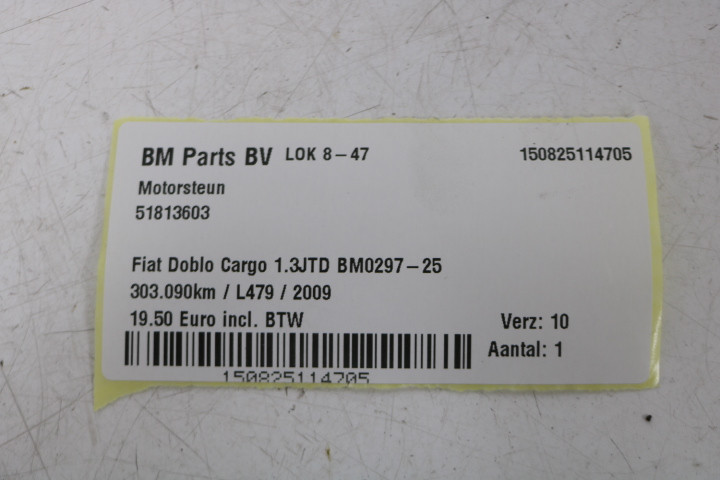 BM Parts BV LOK 8-47 150825114705
Motorsteun
51813603
Fiat Doblo Cargo 1.3JTD BM0297-25
303.090km / L479 / 2009
19.50 Euro incl. BTW Verz: 10
Aantal: 1
150825114705